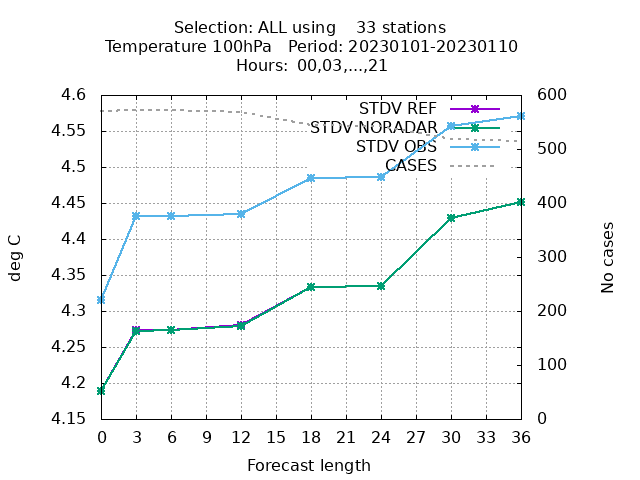 Selection: ALL using    33 stations
Temperature 100hPa   Period: 20230101-20230110
Hours: 00,03,...,21
STDV REF
STDV NORADAR
STDV OBS
CASES
4.6
4.55
4.5
4.45
4.4
4.35
4.3
4.25
4.2
4.15
deg C
600
500
400
300
200
100
0
No cases
0 3 6 9 12 15 18 21 24 27 30 33 36
Forecast length